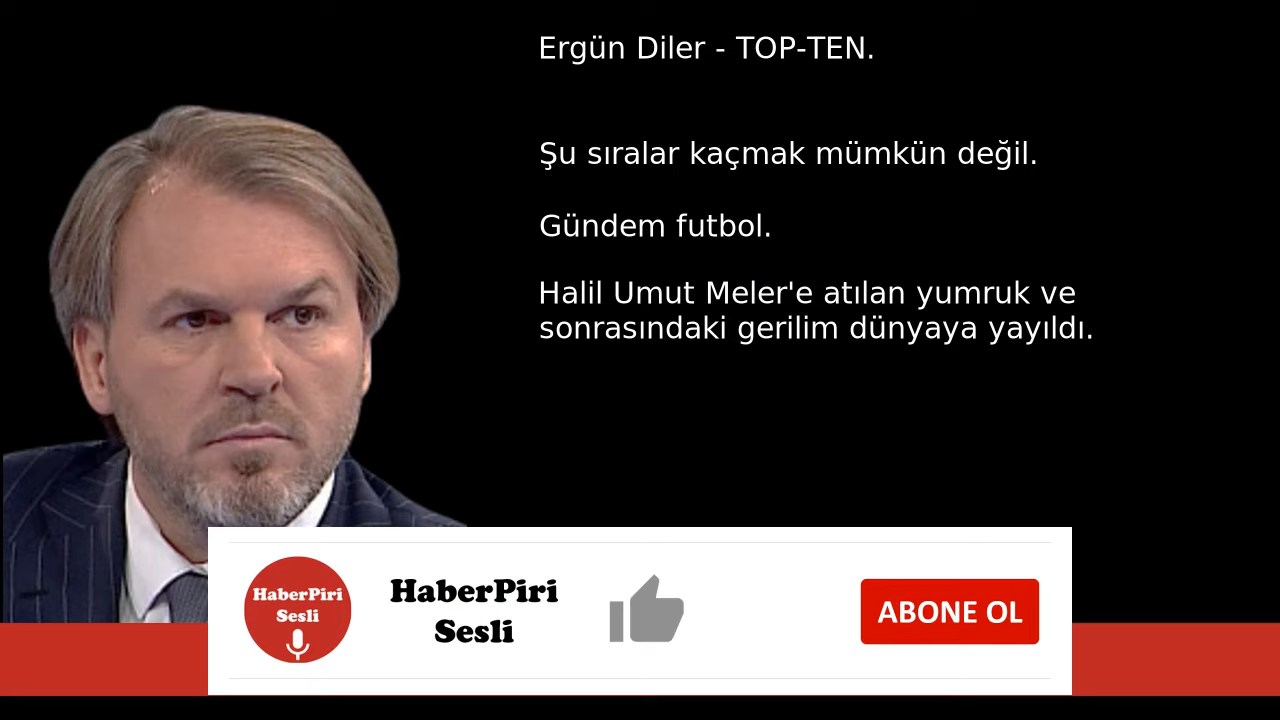 Ergün Diler - TOP-TEN.
Şu sıralar kaçmak mümkün değil.
Gündem futbol.
Halil Umut Meler'e atılan yumruk ve
sonrasındaki gerilim dünyaya yayıldı.
HaberPiri
Sesli
HaberPiri
Sesli
ABONE OL